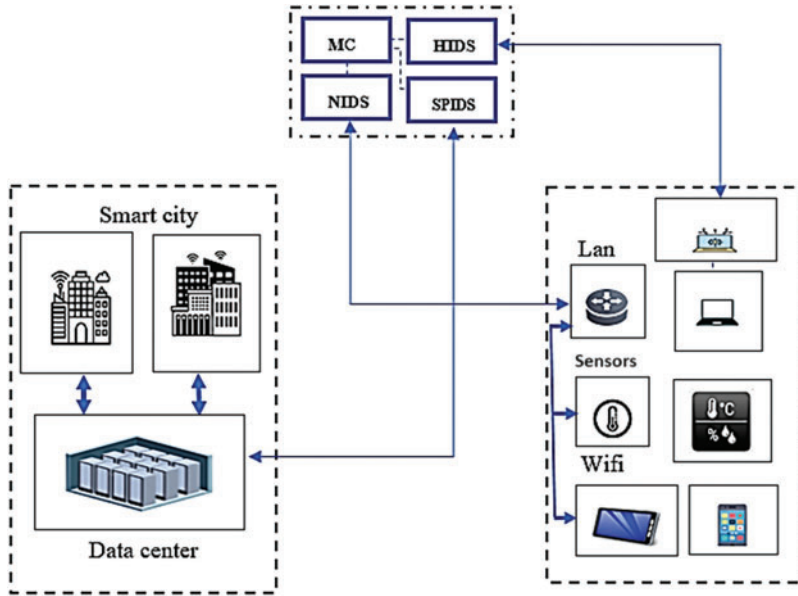 MC
HIDS
NIDS
SPIDS
Smart city
Data center
Lan
Sensors
Wifi
°C
%